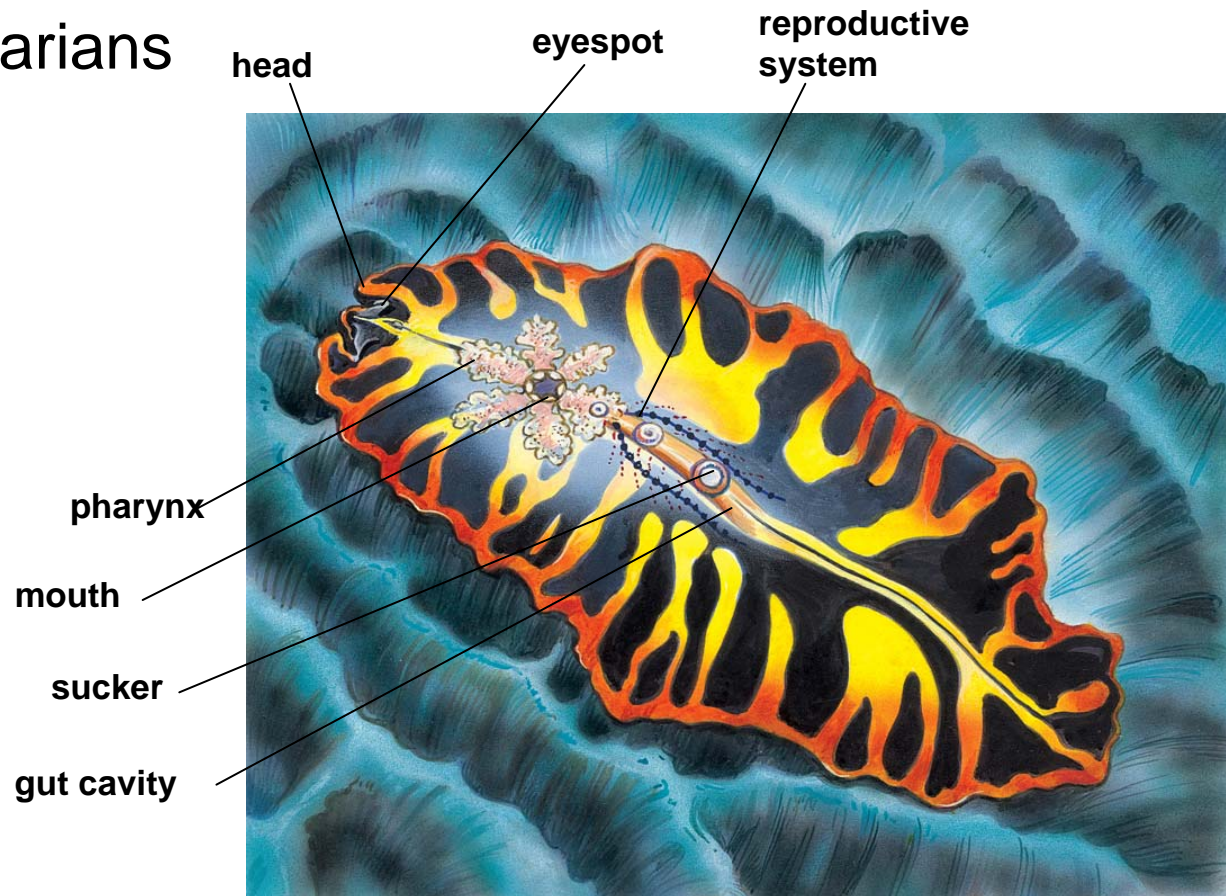 arians
head
eyespot
reproductive
system
pharynx
mouth
sucker
gut cavity